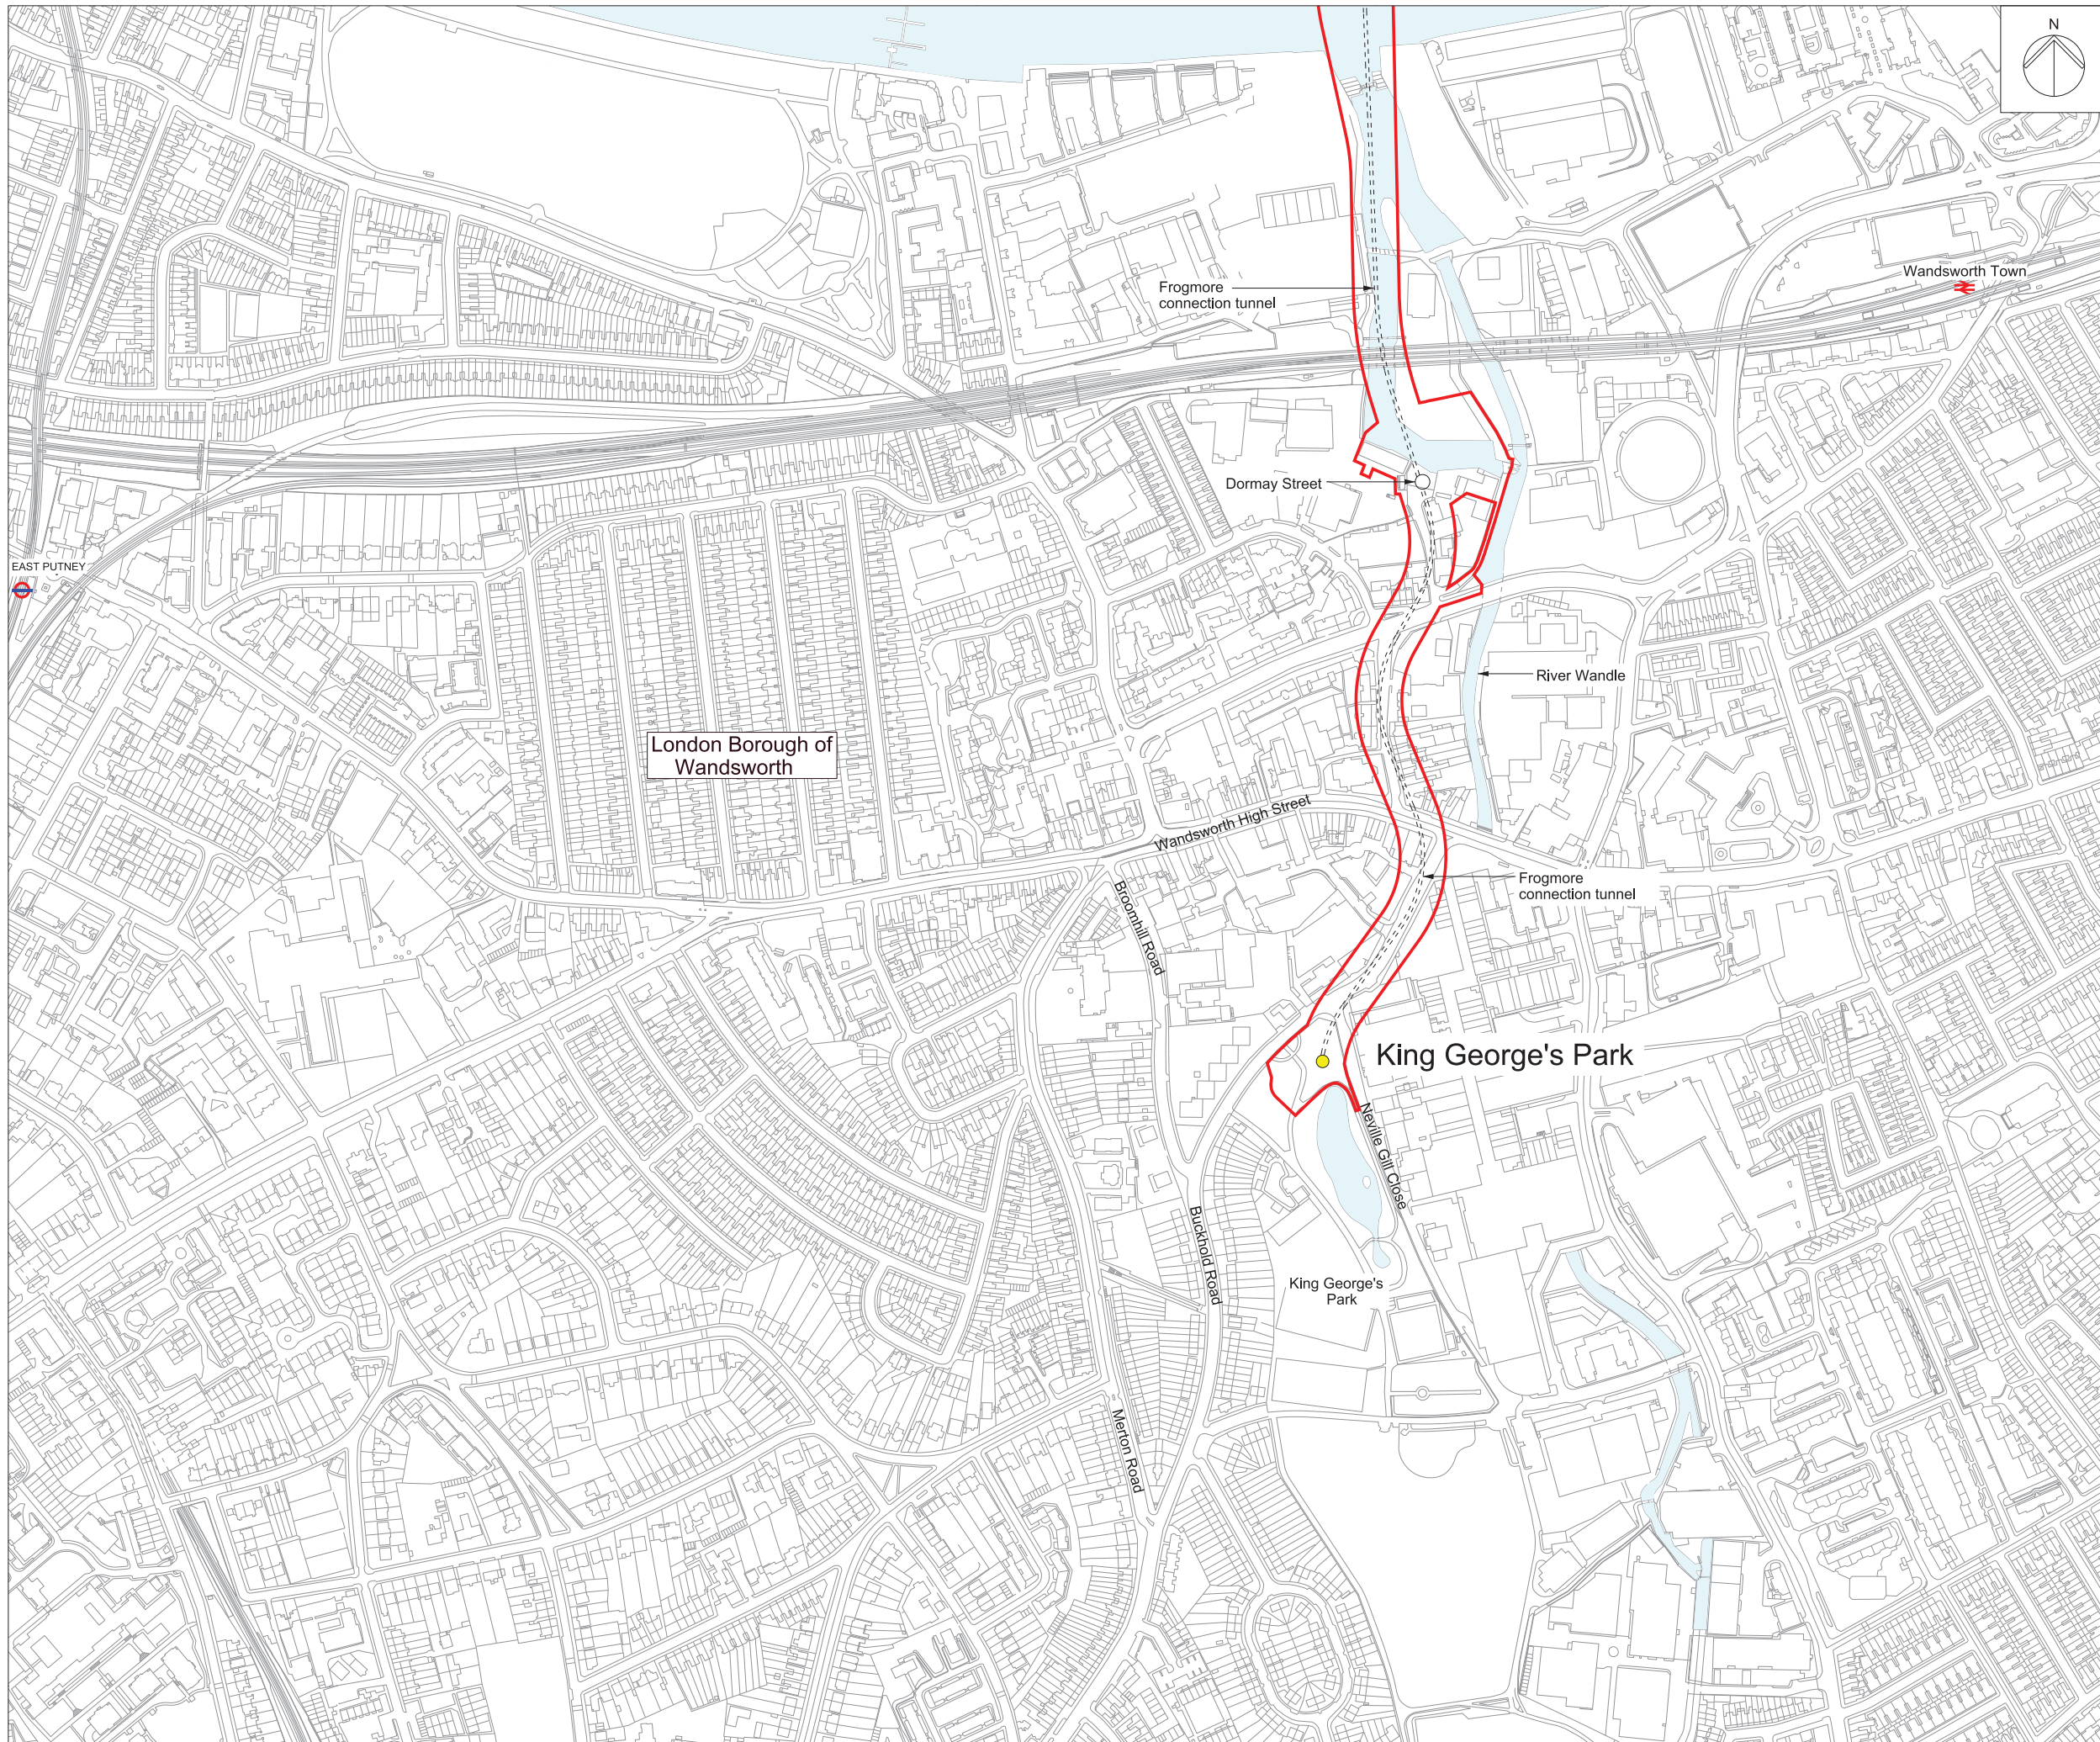 N
Wandsworth Town
Frogmore
connection tunnel
Dormay Street
EAST PUTNEY
River Wandle
London Borough of
Wandsworth
Wandsworth High Street
Frogmore
connection tunnel
Broomhill Road
King George's Park
Neville Gill Close
Buckhold Road
King George's
Park
Merton Road